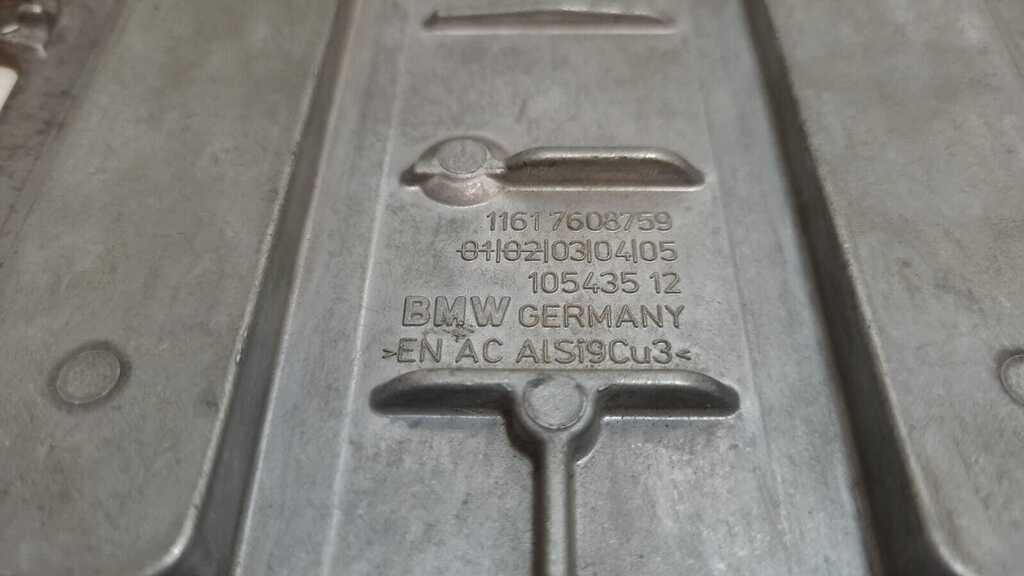 1161 7608759
01|02|03|04|05
105435 12
BMW GERMANY
>EN AC AlSi9Cu3<